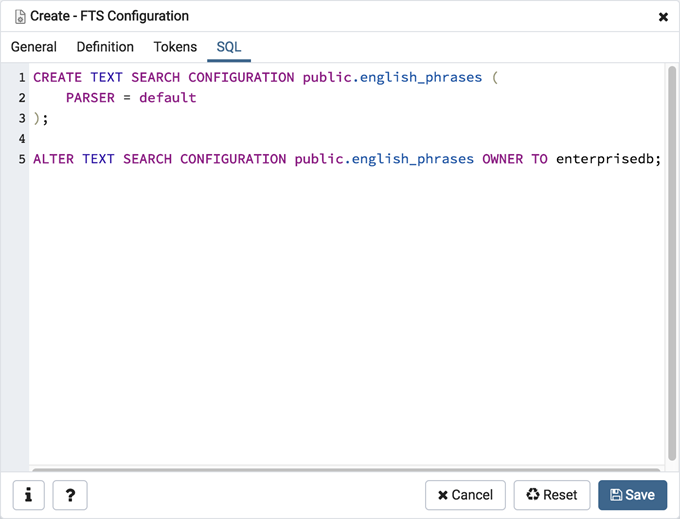 Create - FTS Configuration
General Definition Tokens SQL
1 CREATE TEXT SEARCH CONFIGURATION public.english_phrases (
2 PARSER = default
3 );
4
5 ALTER TEXT SEARCH CONFIGURATION public.english_phrases OWNER TO enterprisedb;
i ? Cancel Reset Save